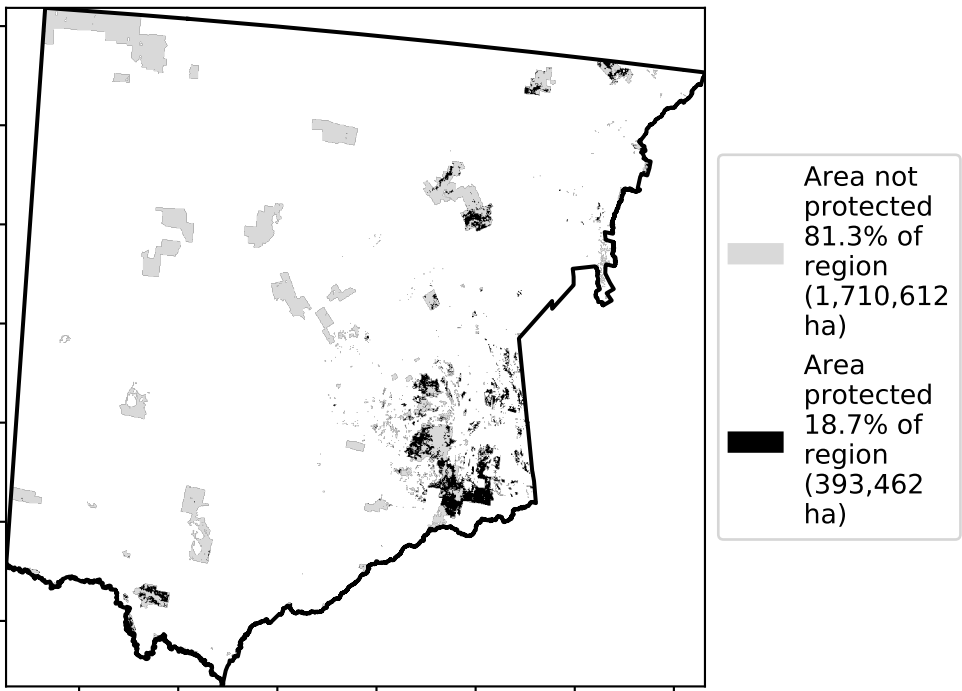 Area not
protected
81.3% of
region
(1,710,612
ha)
Area
protected
18.7% of
region
(393,462
ha)